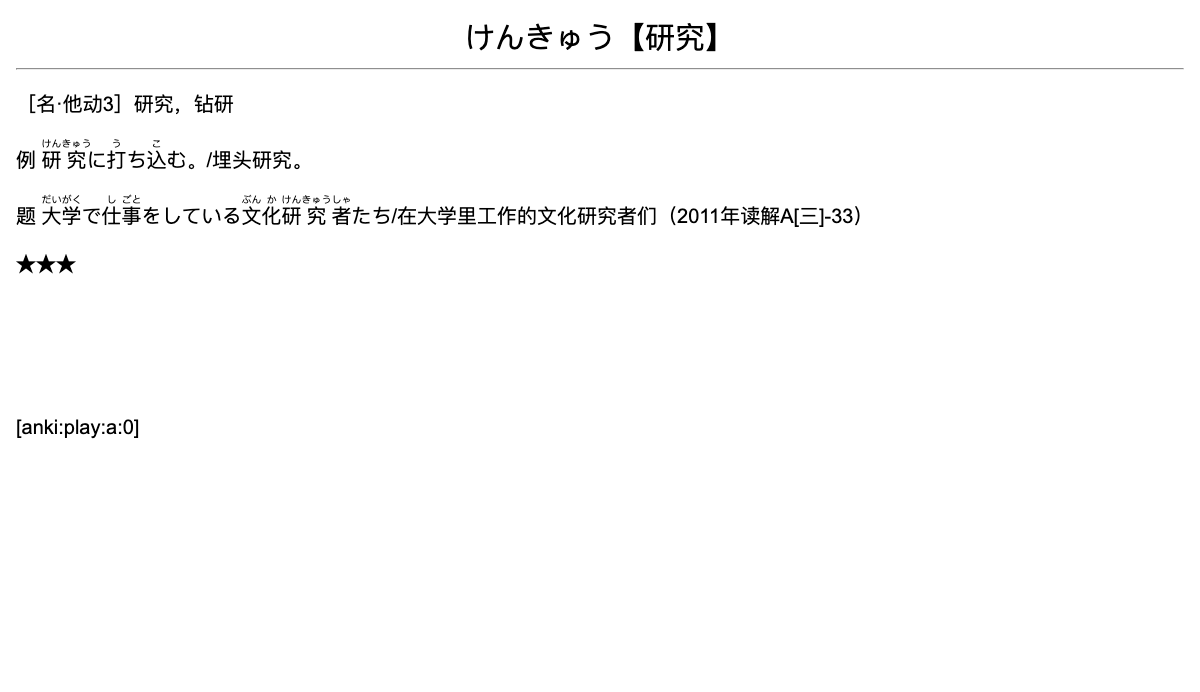 けんきゅう【研究】
［名·他动3］研究，钻研
けんきゅう う こ
例 研究に打ち込む。/埋头研究。
だいがく し ごと ぶん か けんきゅうしゃ
题 大学で仕事をしている文化研究者たち/在大学里工作的文化研究者们（2011年读解A[三]-33）
★★★
[anki:play:a:0]